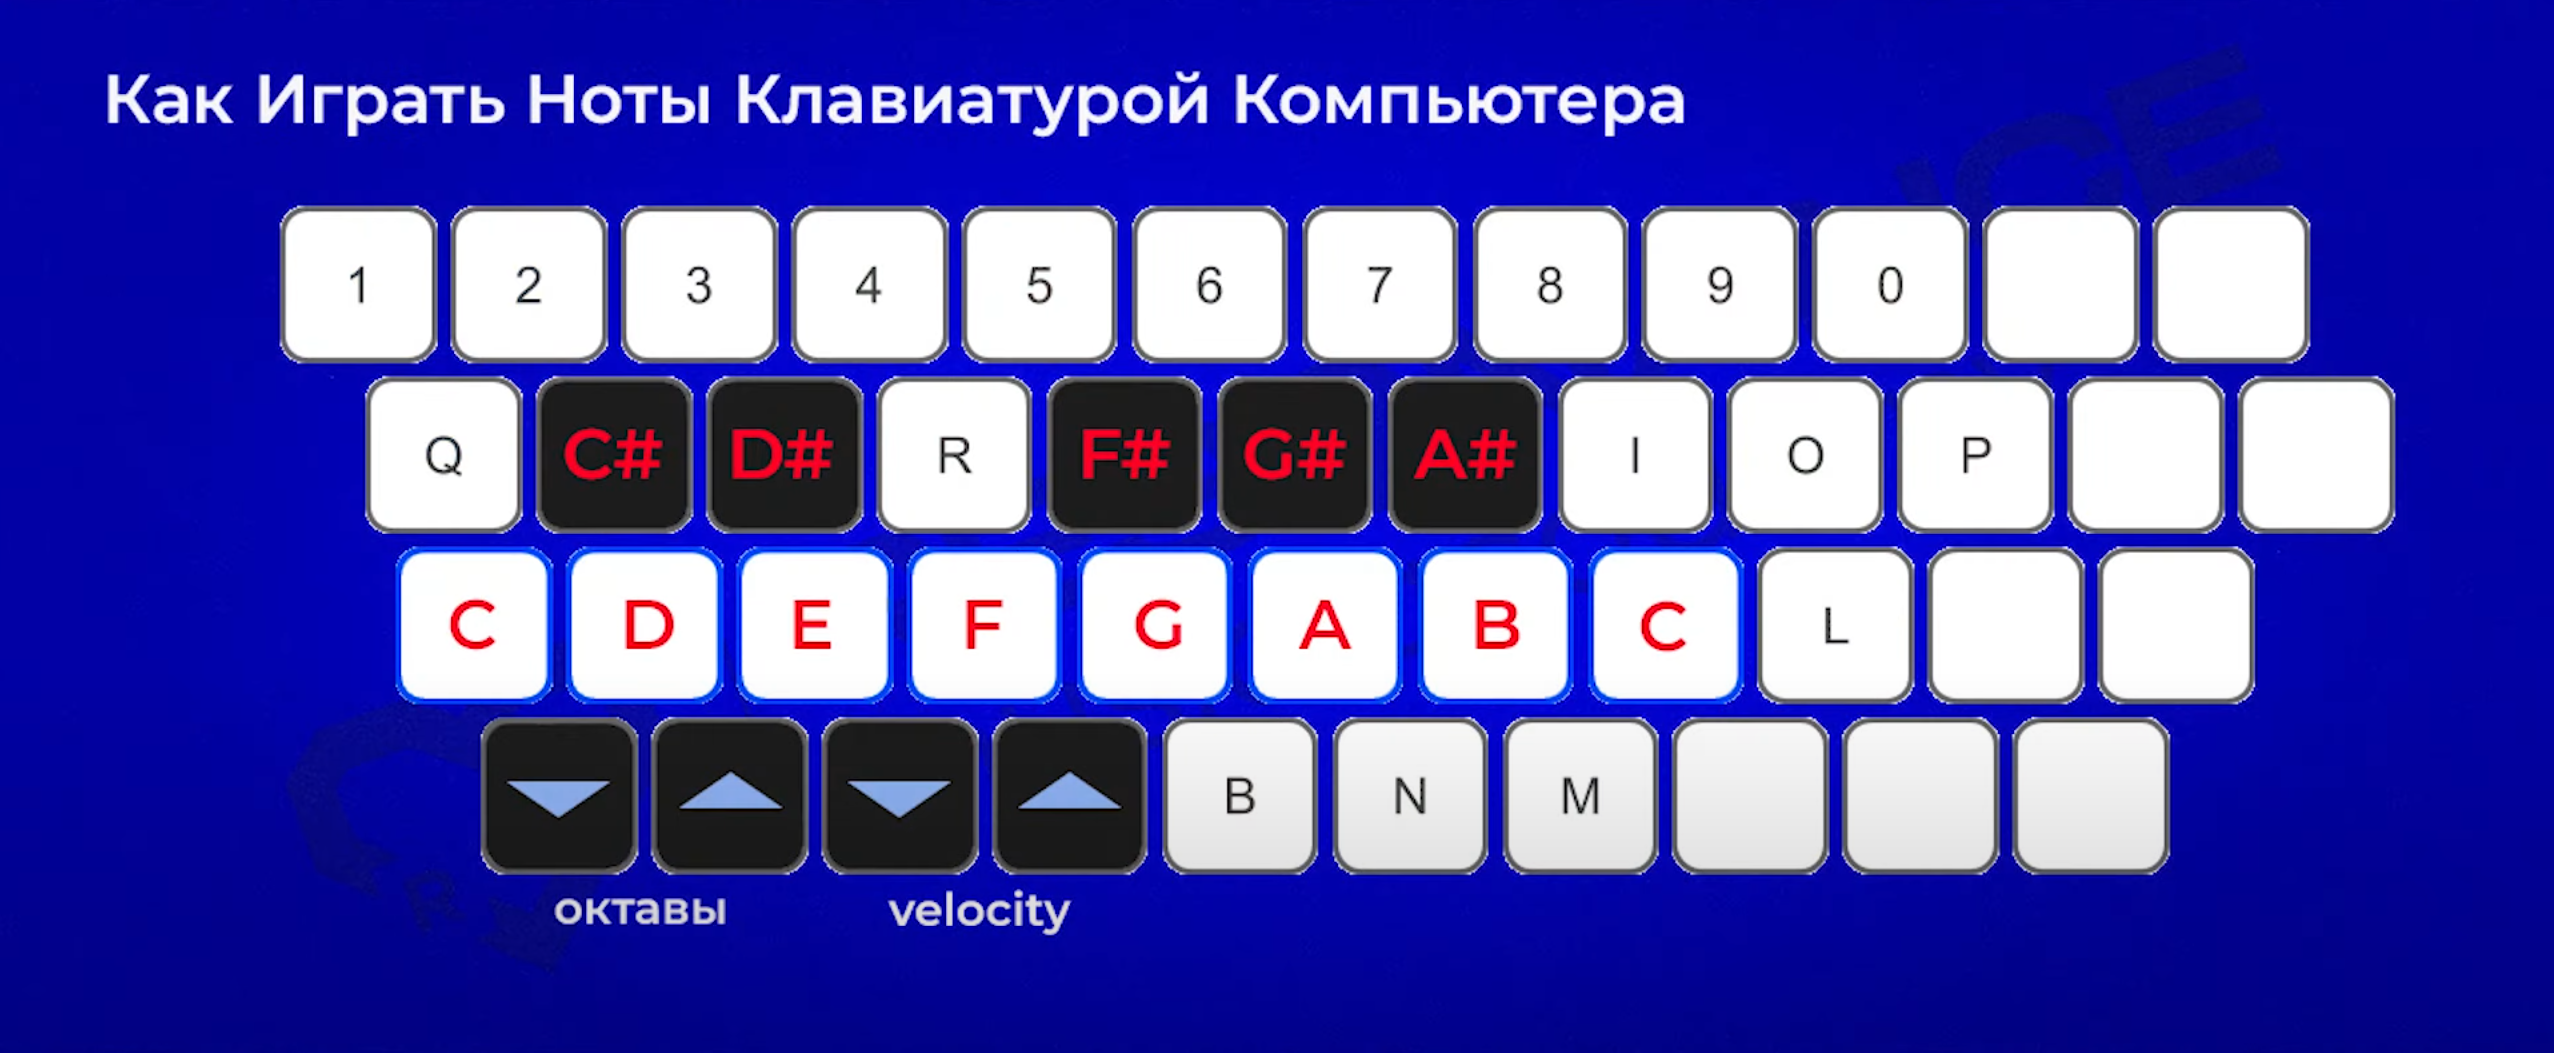 Как Играть Ноты Клавиатурой Компьютера
1 2 3 4 5 6 7 8 9 0
Q C# D# R F# G# A# I O P
C D E F G A B C L
B N M
октавы velocity